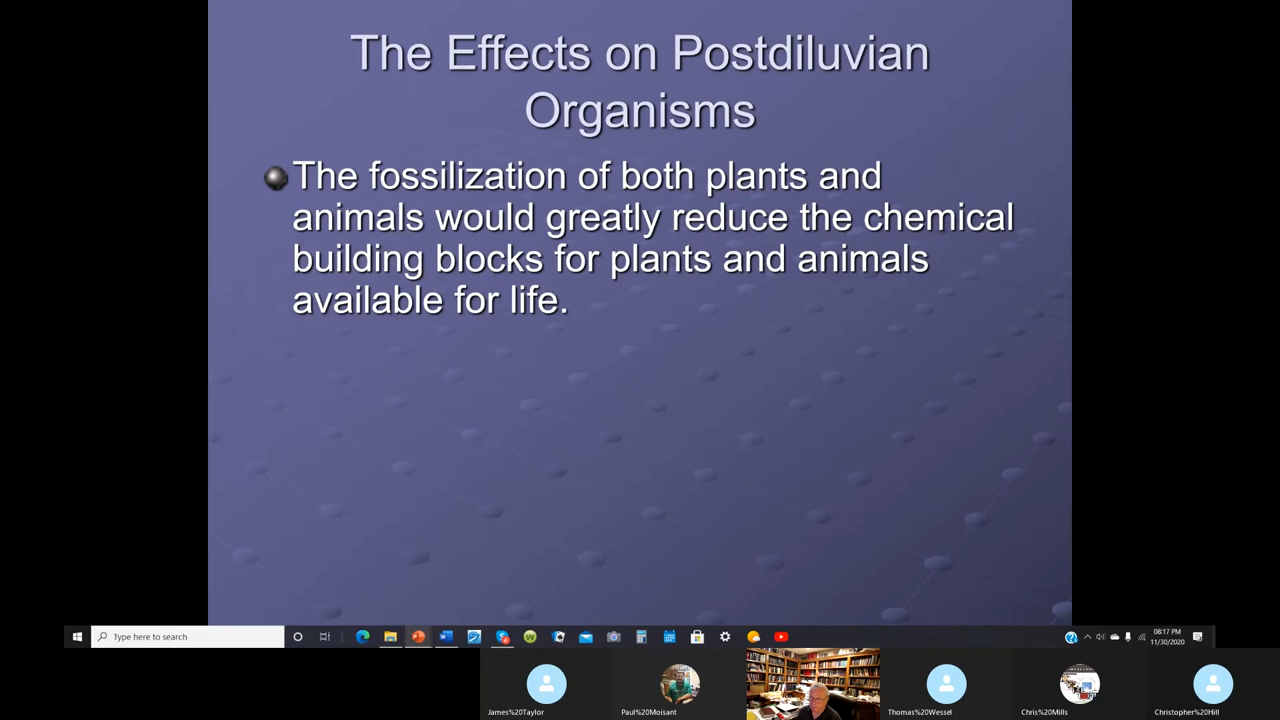 The Effects on Postdiluvian
Organisms
The fossilization of both plants and
animals would greatly reduce the chemical
building blocks for plants and animals
available for life.
Type here to search
08:17 PM
11/30/2020
James%20Taylor
Paul%20Moisant
Thomas%20Wessel
Chris%20Mills
Christopher%20Hill